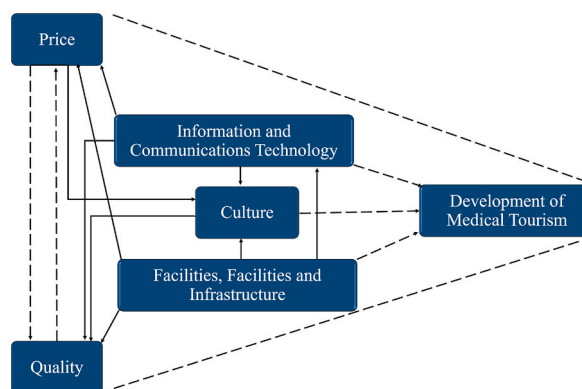 Price
Information and
Communications Technology
Culture
Development of
Medical Tourism
Facilities, Facilities and
Infrastructure
Quality